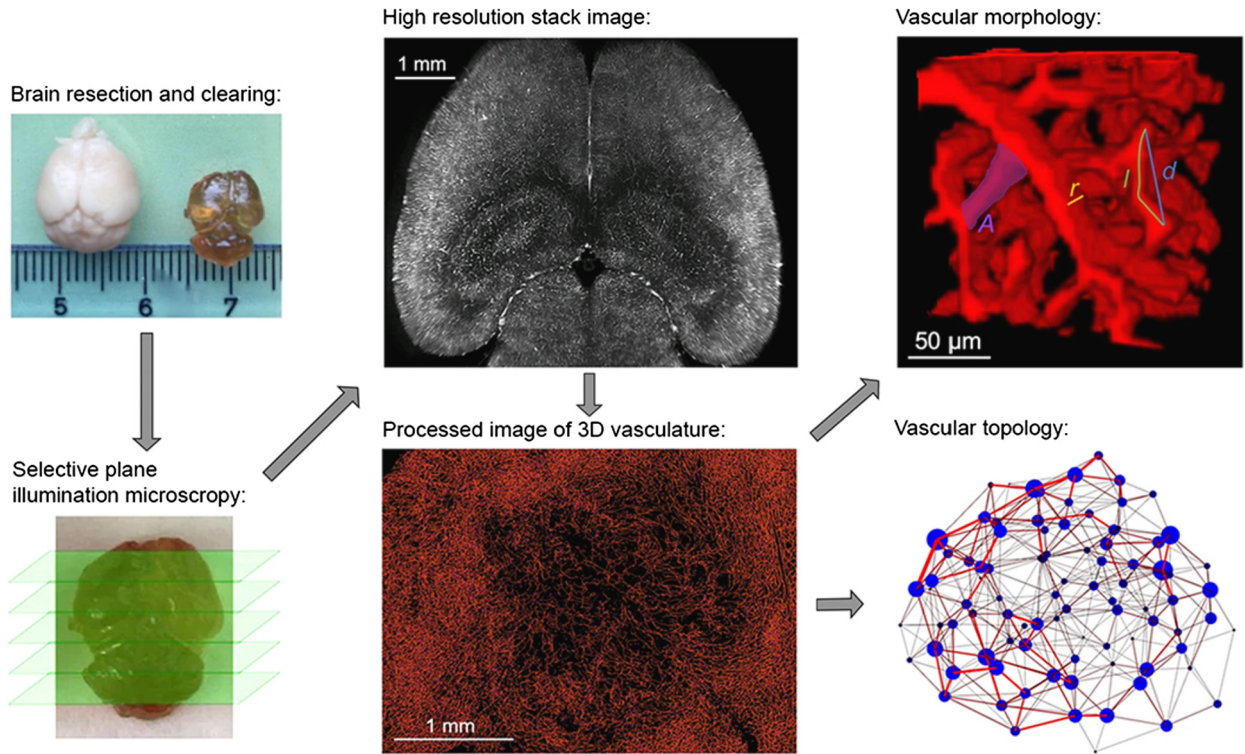 Brain resection and clearing:
5 6 7
Selective plane
illumination microscopy:
High resolution stack image:
1 mm
Processed image of 3D vasculature:
1 mm
Vascular morphology:
A
r
l
d
50 µm
Vascular topology: